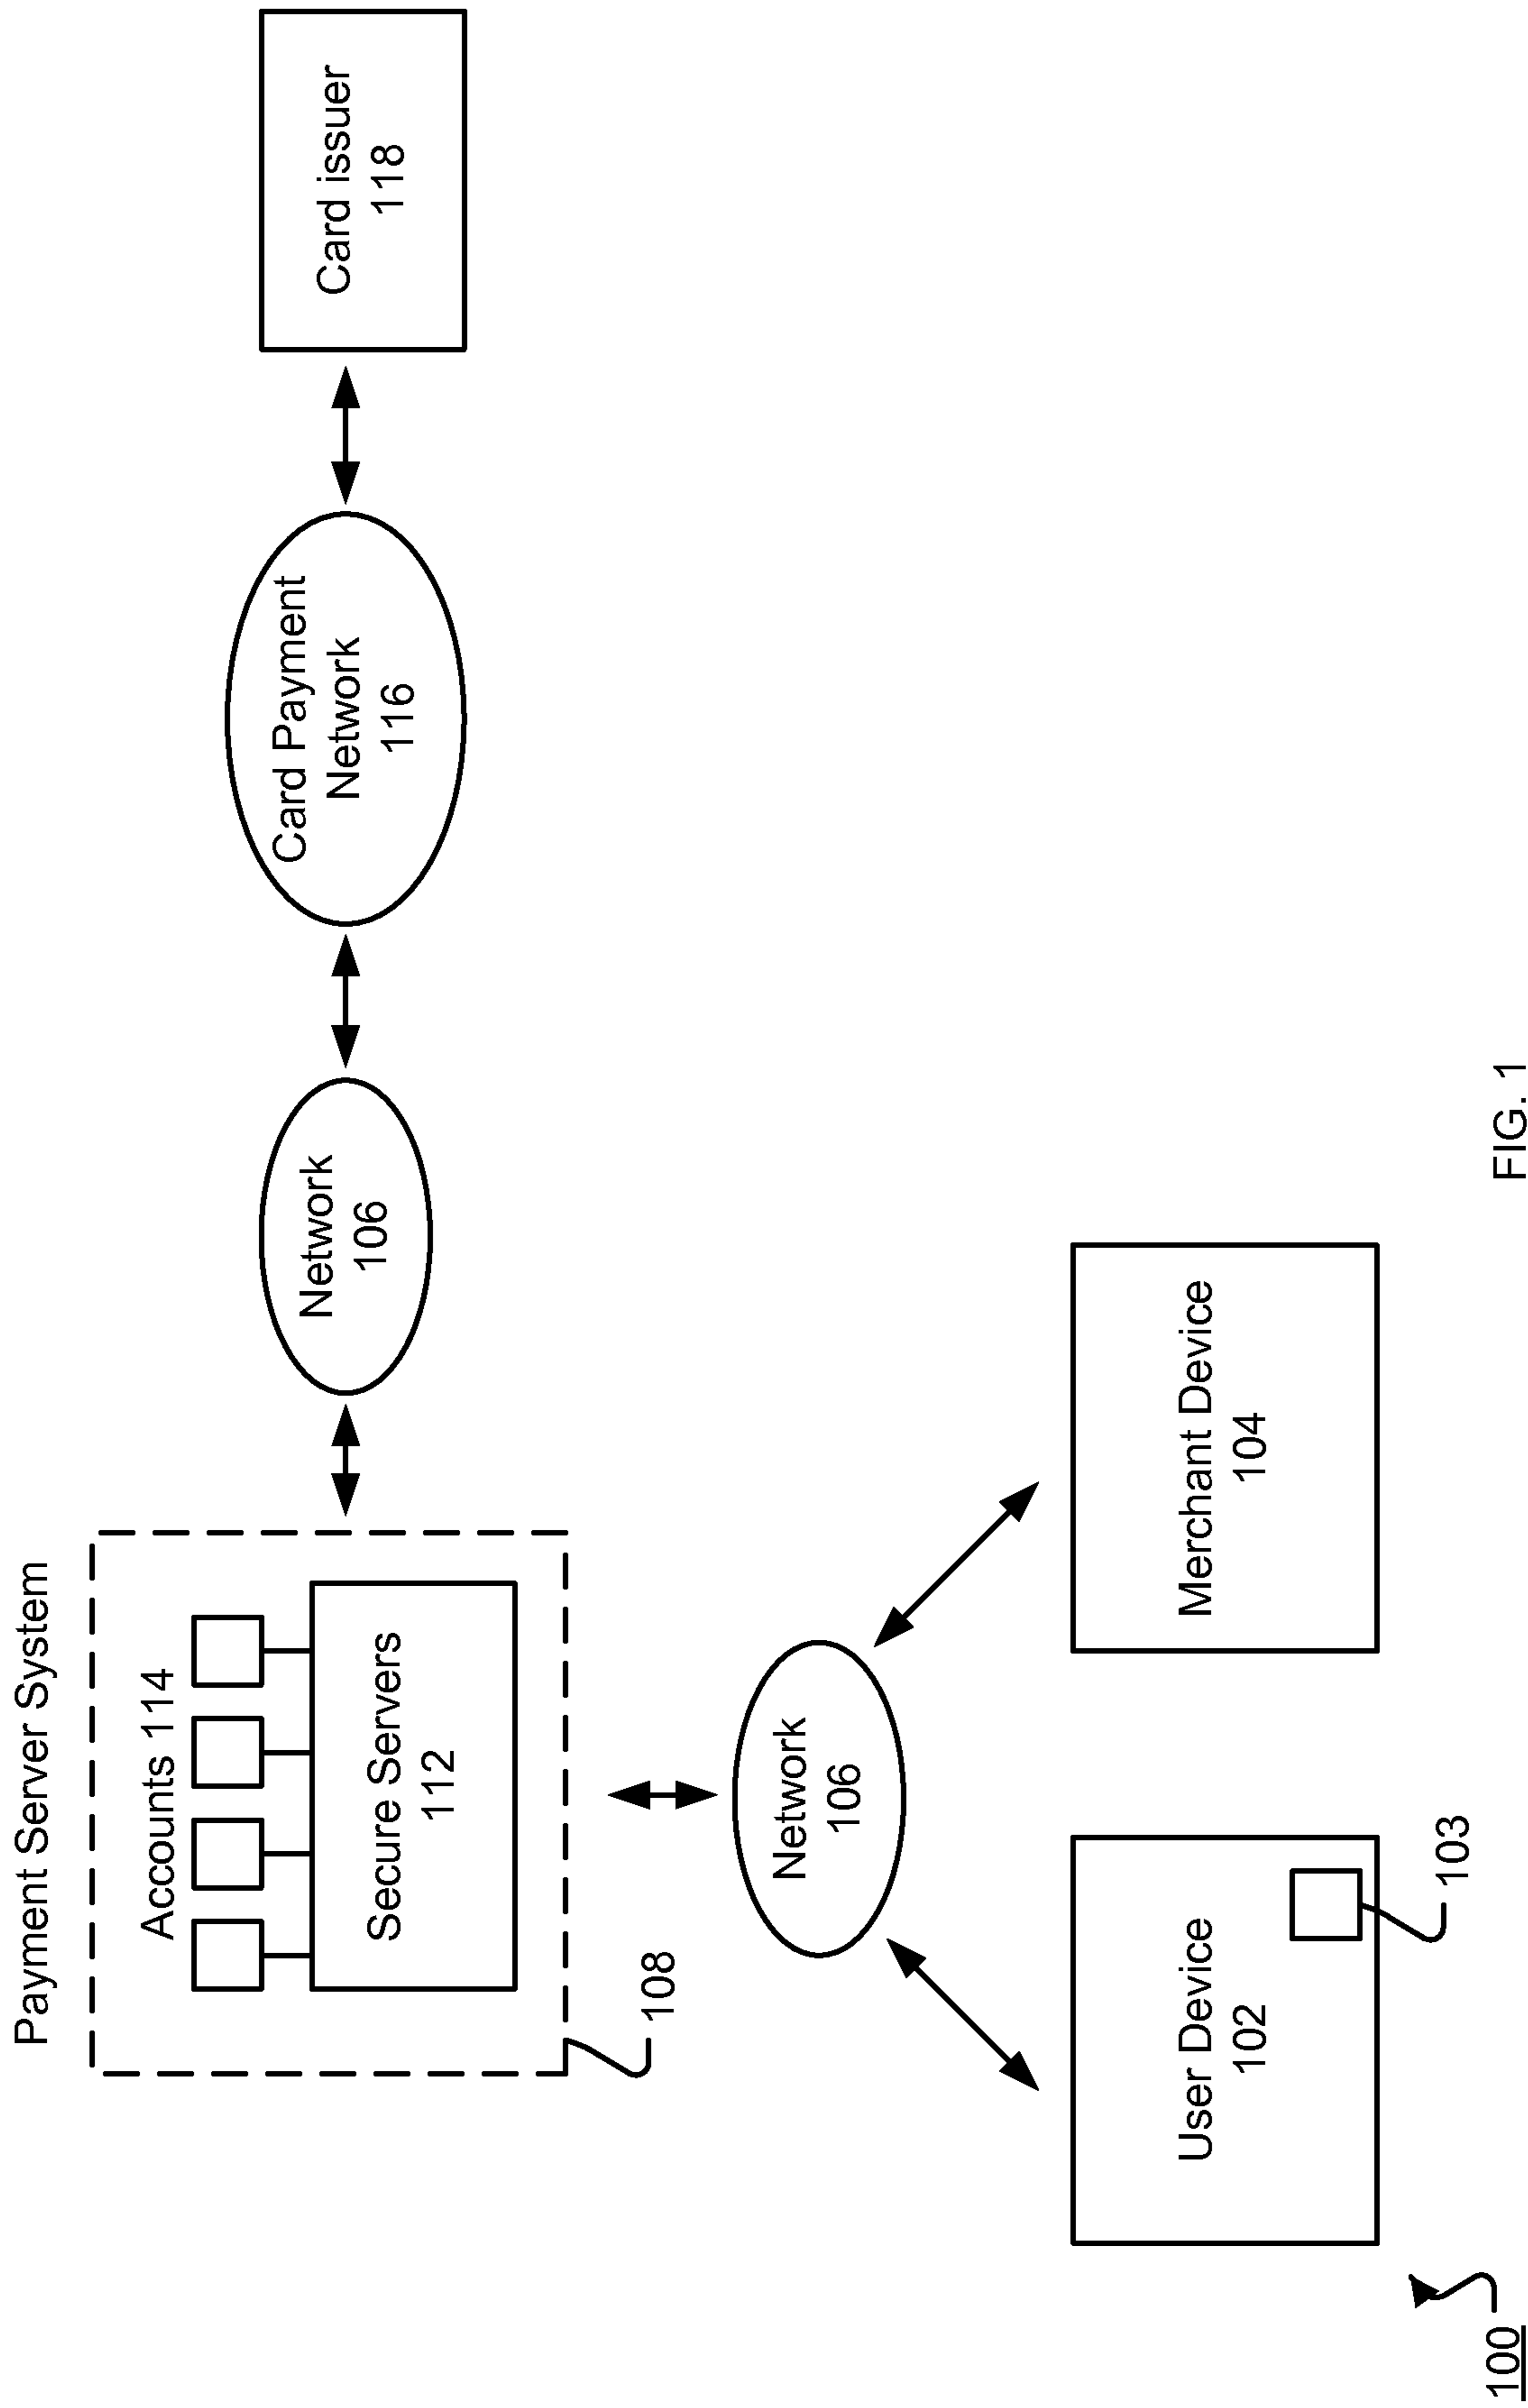 Payment Server System
Accounts 114
Secure Servers
112
108
Network
106
Card Payment
Network
116
Card issuer
118
Network
106
User Device
102
103
Merchant Device
104
100
FIG. 1